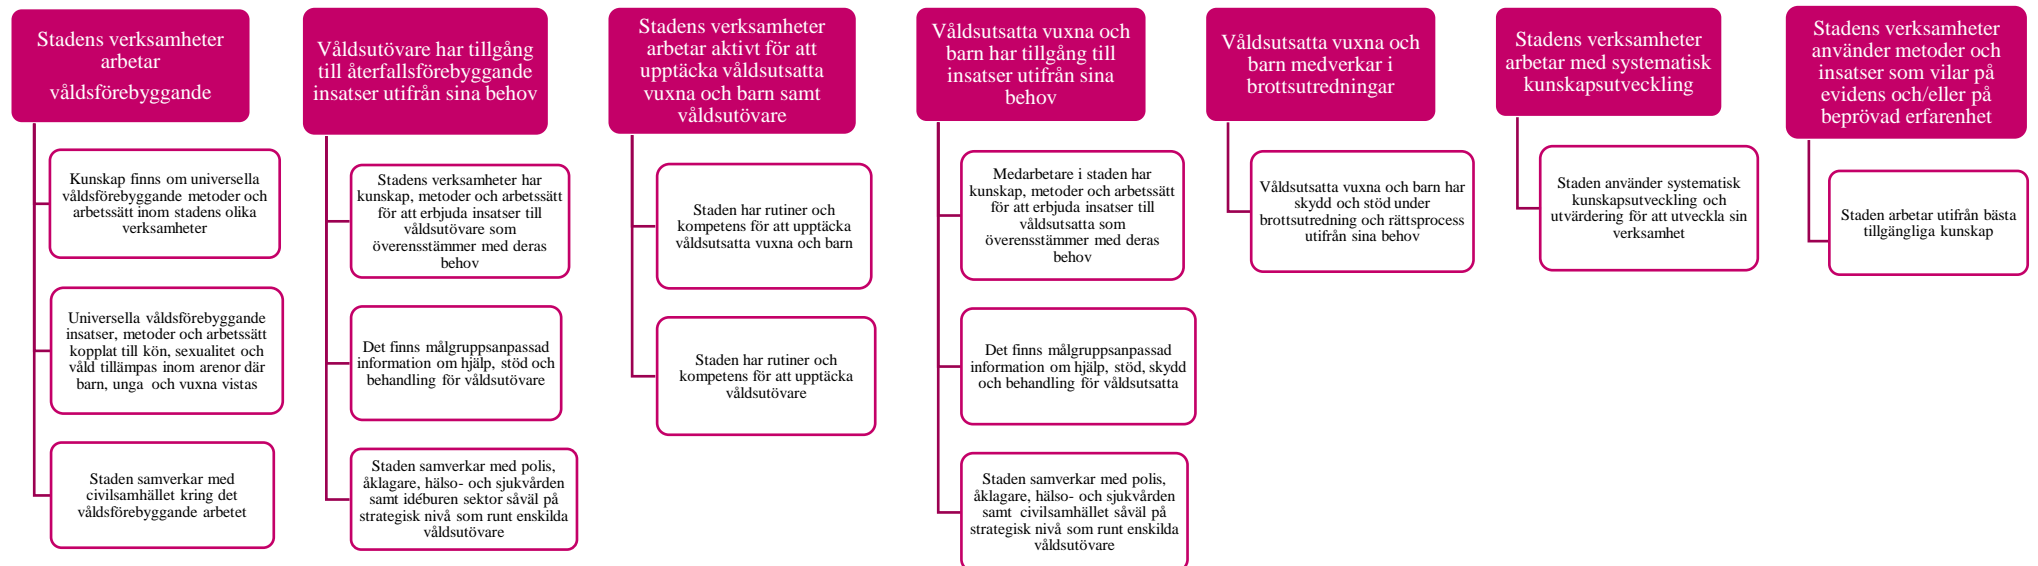 Stadens verksamheter
arbetar
våldsförebyggande
Kunskap finns om universella
våldsförebyggande metoder och
arbetssätt inom stadens olika
verksamheter
Universella våldsförebyggande
insatser, metoder och arbetssätt
kopplat till kön, sexualitet och
våld tillämpas inom arenor där
barn, unga och vuxna vistas
Staden samverkar med
civilsamhället kring det
våldsförebyggande arbetet
Våldsutövare har tillgång
till återfallsförebyggande
insatser utifrån sina behov
Stadens verksamheter har
kunskap, metoder och arbetssätt
för att erbjuda insatser till
våldsutövare som
överensstämmer med deras
behov
Det finns målgruppsanpassad
information om hjälp, stöd och
behandling för våldsutövare
Staden samverkar med polis,
åklagare, hälso- och sjukvården
samt idéburen sektor såväl på
strategisk nivå som runt enskilda
våldsutövare
Stadens verksamheter
arbetar aktivt för att
upptäcka våldsutsatta
vuxna och barn samt
våldsutövare
Staden har rutiner och
kompetens för att upptäcka
våldsutsatta vuxna och barn
Staden har rutiner och
kompetens för att upptäcka
våldsutövare
Våldsutsatta vuxna och
barn har tillgång till
insatser utifrån sina
behov
Medarbetare i staden har
kunskap, metoder och arbetssätt
för att erbjuda insatser till
våldsutsatta som
överensstämmer med deras
behov
Det finns målgruppsanpassad
information om hjälp, stöd, skydd
och behandling för våldsutsatta
Staden samverkar med polis,
åklagare, hälso- och sjukvården
samt civilsamhället såväl på
strategisk nivå som runt enskilda
våldsutövare
Våldsutsatta vuxna och
barn medverkar i
brottsutredningar
Våldsutsatta vuxna och barn har
skydd och stöd under
brottsutredning och rättsprocess
utifrån sina behov
Stadens verksamheter
arbetar med systematisk
kunskapsutveckling
Staden använder systematisk
kunskapsutveckling och
utvärdering för att utveckla sin
verksamhet
Stadens verksamheter
använder metoder och
insatser som vilar på
evidens och/eller på
beprövad erfarenhet
Staden arbetar utifrån bästa
tillgängliga kunskap